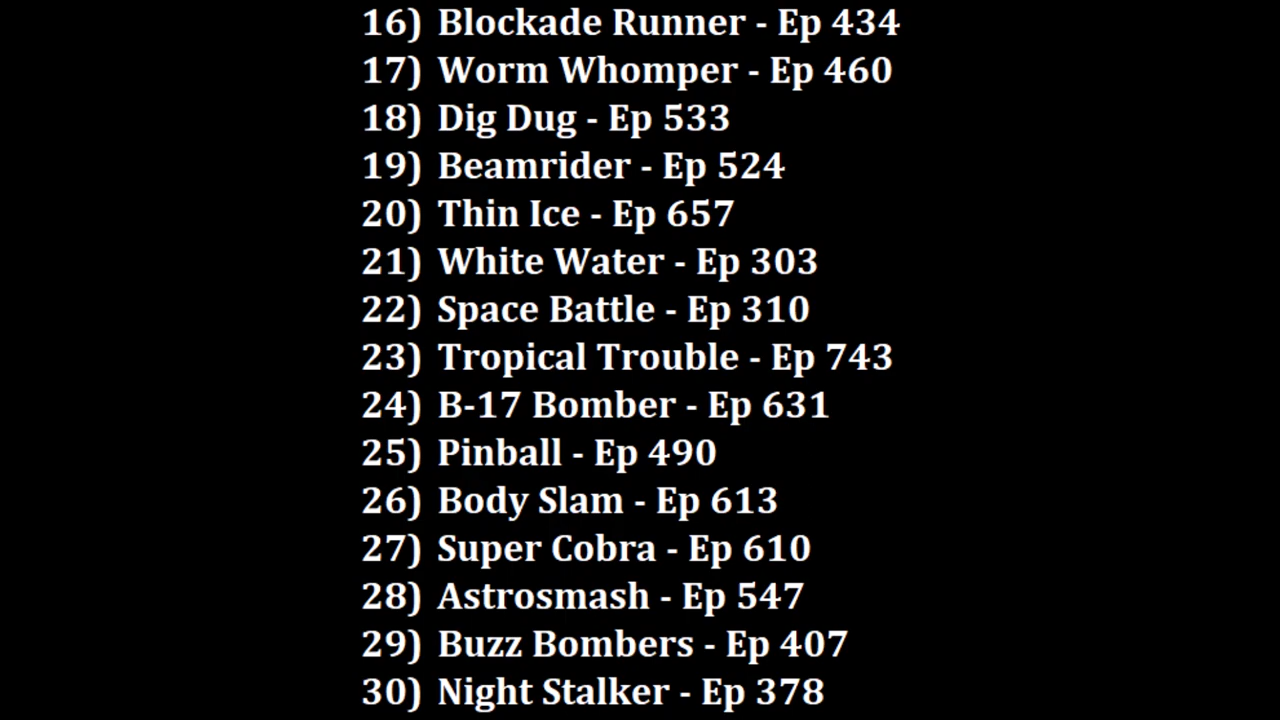 16) Blockade Runner - Ep 434
17) Worm Whomper - Ep 460
18) Dig Dug - Ep 533
19) Beamrider - Ep 524
20) Thin Ice - Ep 657
21) White Water - Ep 303
22) Space Battle - Ep 310
23) Tropical Trouble - Ep 743
24) B-17 Bomber - Ep 631
25) Pinball - Ep 490
26) Body Slam - Ep 613
27) Super Cobra - Ep 610
28) Astrosmash - Ep 547
29) Buzz Bombers - Ep 407
30) Night Stalker - Ep 378